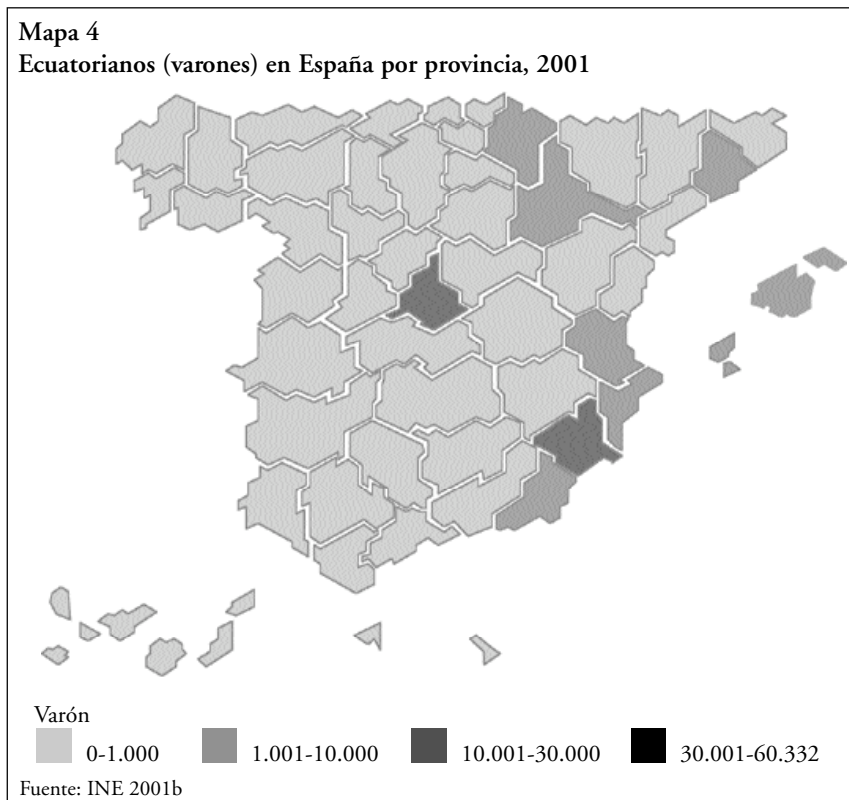 Mapa 4
Ecuatorianos (varones) en España por provincia, 2001
Varón
0-1.000 1.001-10.000 10.001-30.000 30.001-60.332
Fuente: INE 2001b